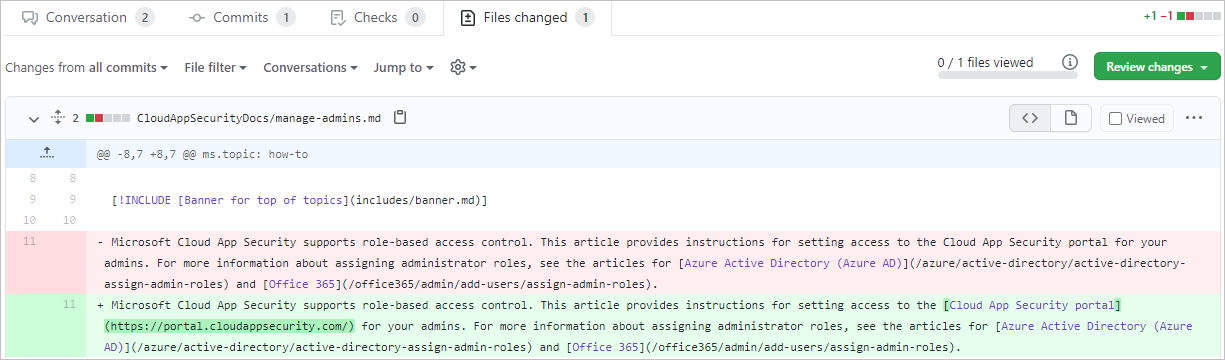 Conversation 2 Commits 1 Checks 0 Files changed 1 +1 −1
Changes from all commits File filter Conversations Jump to 0 / 1 files viewed Review changes
2 CloudAppSecurityDocs/manage-admins.md Viewed
@@ -8,7 +8,7 @@ ms.topic: how-to
8 8
9 9 [!INCLUDE [Banner for top of topics](includes/banner.md)]
10 10
11 - Microsoft Cloud App Security supports role-based access control. This article provides instructions for setting access to the Cloud App Security portal for your
admins. For more information about assigning administrator roles, see the articles for [Azure Active Directory (Azure AD)](/azure/active-directory/active-directory-
assign-admin-roles) and [Office 365](/office365/admin/add-users/assign-admin-roles).
11 + Microsoft Cloud App Security supports role-based access control. This article provides instructions for setting access to the [Cloud App Security portal]
(https://portal.cloudappsecurity.com/) for your admins. For more information about assigning administrator roles, see the articles for [Azure Active Directory (Azure
AD)](/azure/active-directory/active-directory-assign-admin-roles) and [Office 365](/office365/admin/add-users/assign-admin-roles).